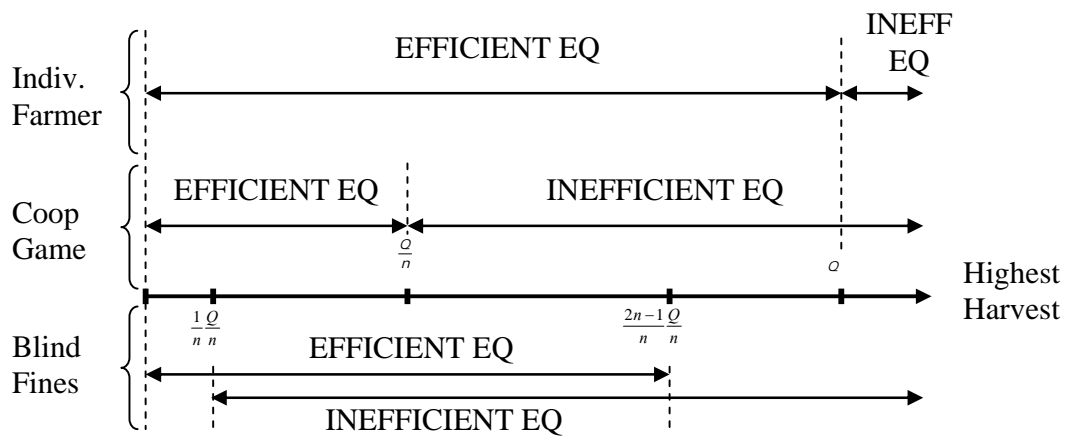 INEFF
EQ
EFFICIENT EQ
Indiv.
Farmer
EFFICIENT EQ
INEFFICIENT EQ
Coop
Game
Q/n
Q
Highest
Harvest
1/n Q/n
2n−1/n Q/n
EFFICIENT EQ
Blind
Fines
INEFFICIENT EQ